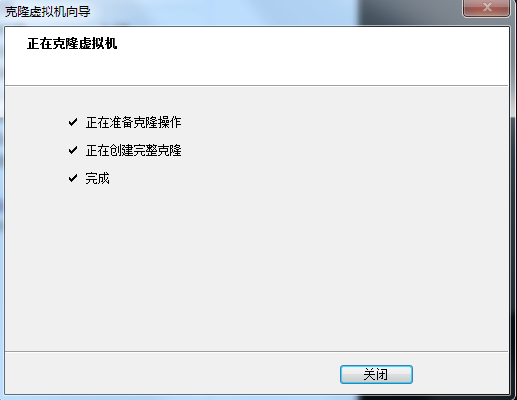 克隆虚拟机向导
正在克隆虚拟机
正在准备克隆操作
正在创建完整克隆
完成
关闭